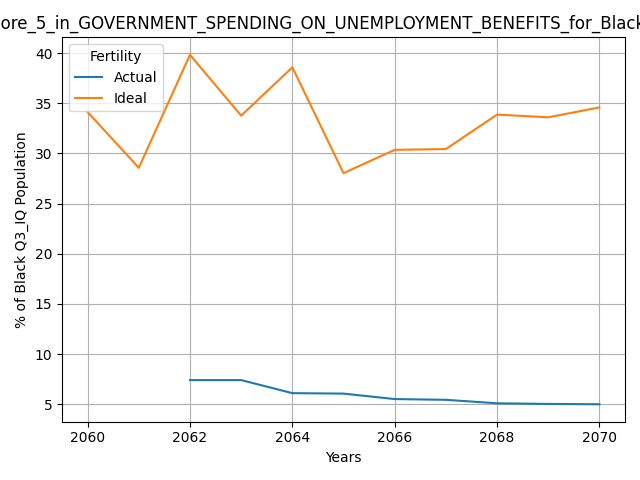 ore_5_in_GOVERNMENT_SPENDING_ON_UNEMPLOYMENT_BENEFITS_for_Black
Fertility
Actual
Ideal
% of Black Q3_IQ Population
40
35
30
25
20
15
10
5
2060 2062 2064 2066 2068 2070
Years